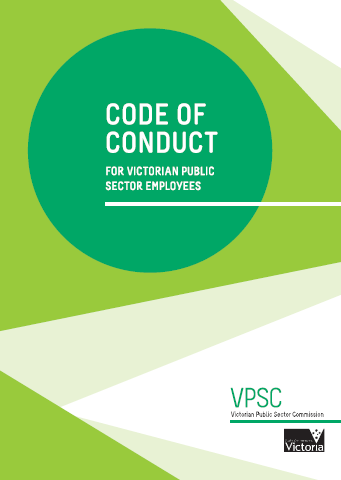 CODE OF
CONDUCT
FOR VICTORIAN PUBLIC
SECTOR EMPLOYEES
VPSC
Victorian Public Sector Commission
Victoria